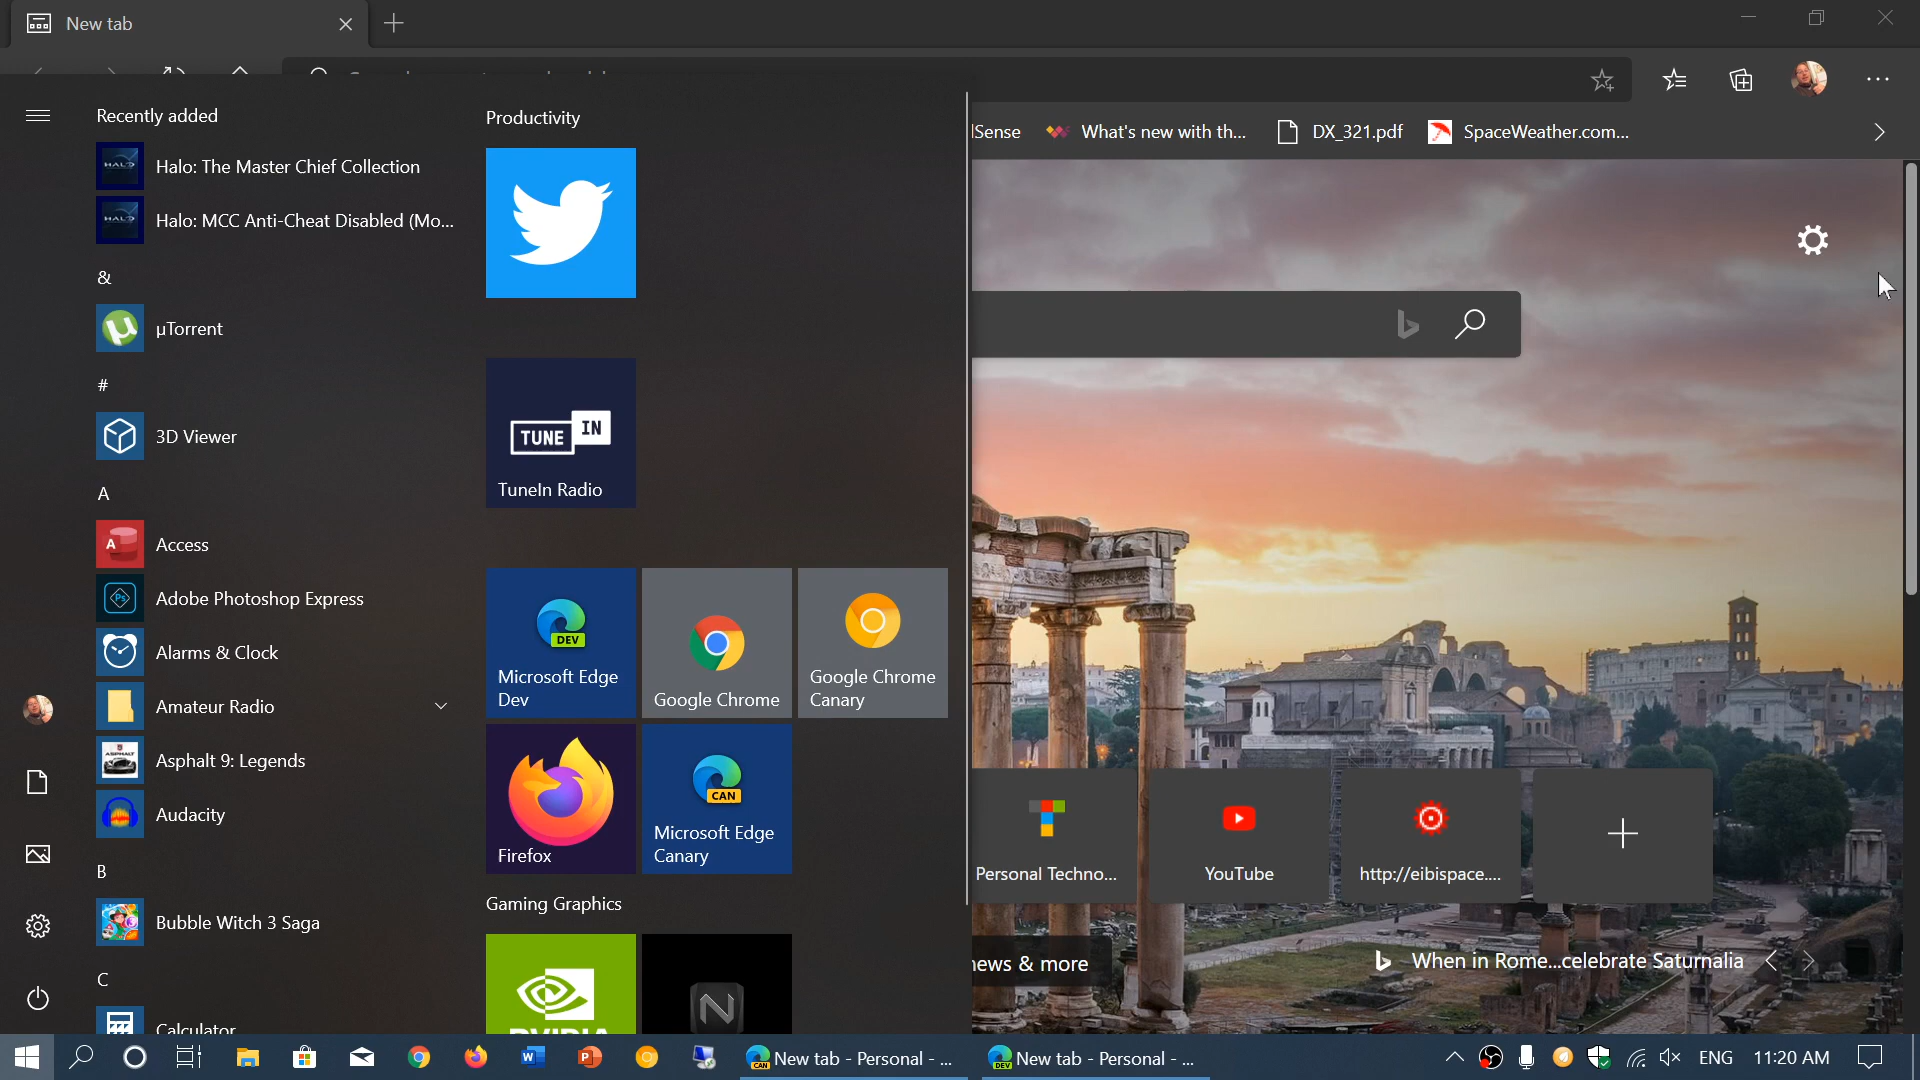 New tab
Recently added
Halo: The Master Chief Collection
Halo: MCC Anti-Cheat Disabled (Mo...
&
µTorrent
#
3D Viewer
A
Access
Adobe Photoshop Express
Alarms & Clock
Amateur Radio
Asphalt 9: Legends
Audacity
B
Bubble Witch 3 Saga
C
Calculator
Productivity
TUNE IN
TuneIn Radio
DEV
Microsoft Edge
Dev
Google Chrome
Google Chrome
Canary
Firefox
CAN
Microsoft Edge
Canary
Gaming Graphics
NVIDIA
lSense
What's new with th...
DX_321.pdf
SpaceWeather.com...
Personal Techno...
YouTube
http://eibispace....
news & more
When in Rome...celebrate Saturnalia
New tab - Personal - ...
New tab - Personal - ...
ENG
11:20 AM